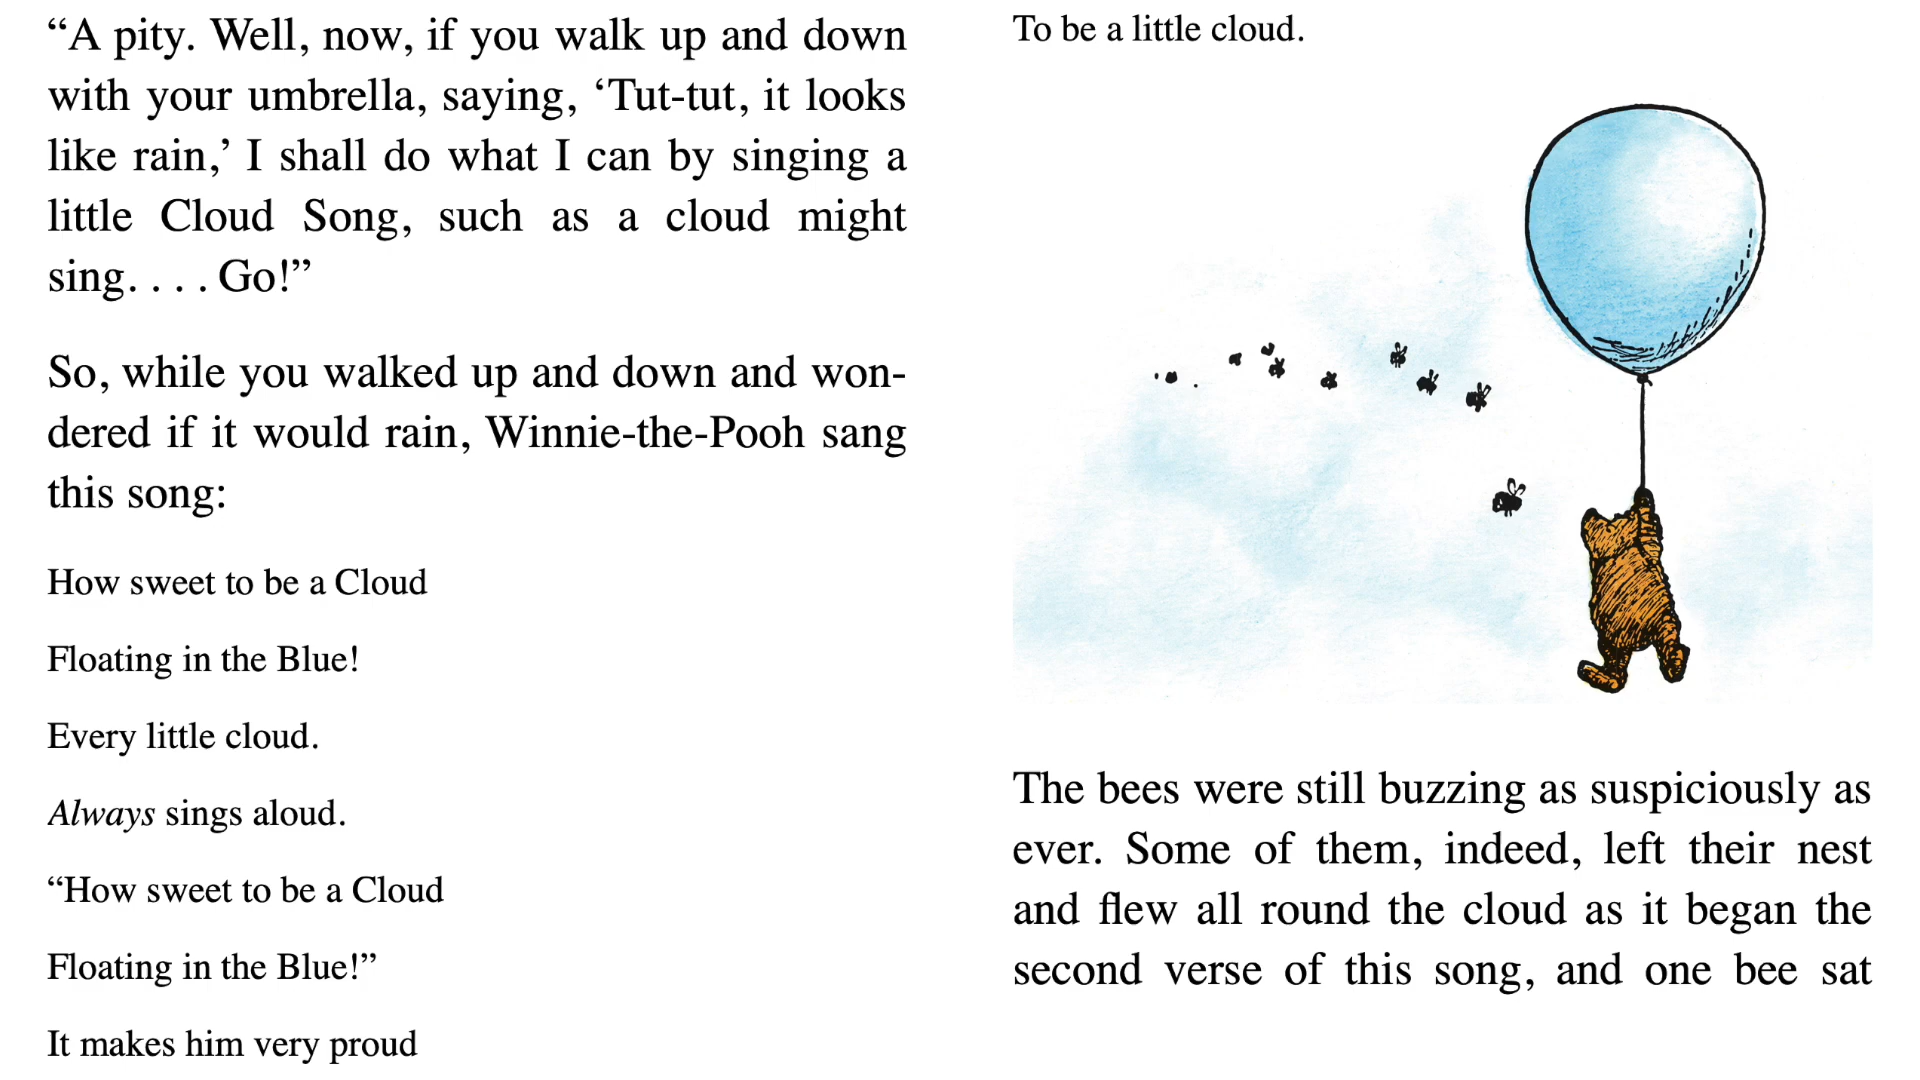 “A pity. Well, now, if you walk up and down
with your umbrella, saying, ‘Tut-tut, it looks
like rain,’ I shall do what I can by singing a
little Cloud Song, such as a cloud might
sing. . . . Go!”
So, while you walked up and down and won-
dered if it would rain, Winnie-the-Pooh sang
this song:
How sweet to be a Cloud
Floating in the Blue!
Every little cloud.
Always sings aloud.
“How sweet to be a Cloud
Floating in the Blue!”
It makes him very proud
To be a little cloud.
The bees were still buzzing as suspiciously as
ever. Some of them, indeed, left their nest
and flew all round the cloud as it began the
second verse of this song, and one bee sat